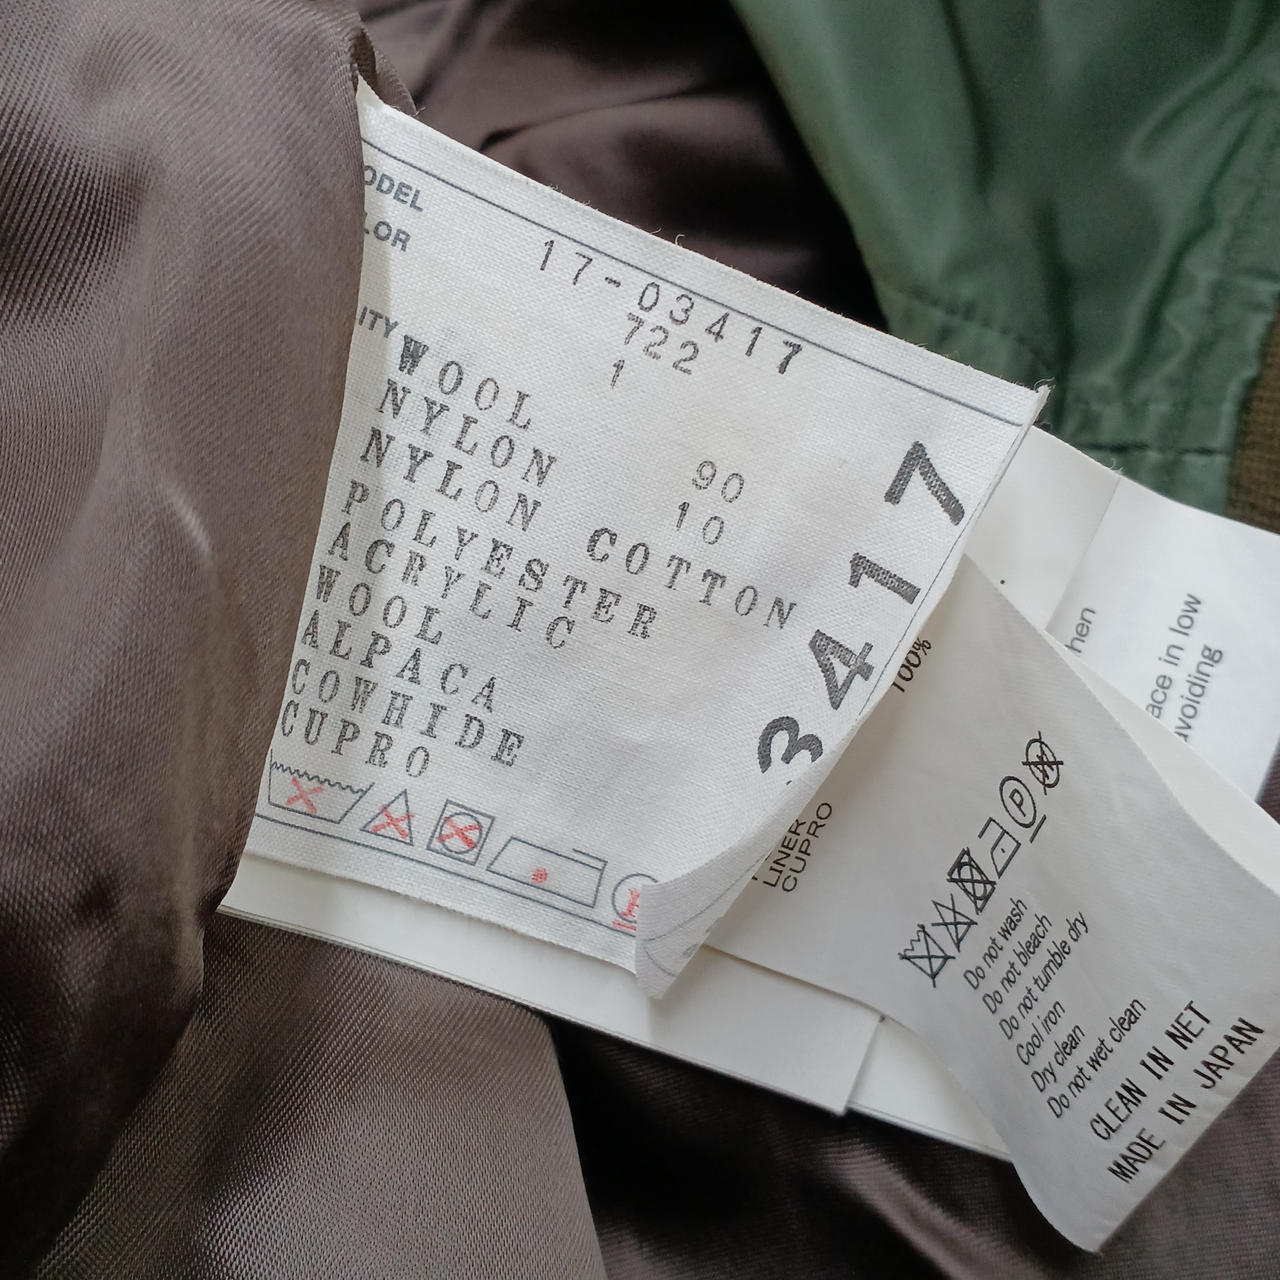 ODEL
LOR
17-03417
722
1
ITY
WOOL 90
NYLON 10
NYLON COTTON
POLYESTER
ACRYLIC
WOOL
ALPACA
COWHIDE
CUPRO
3417
100%
LINER
CUPRO
P
Do not wash
Do not bleach
Do not tumble dry
Cool iron
Dry clean
Do not wet clean
CLEAN IN NET
MADE IN JAPAN
hen
ace in low
avoiding